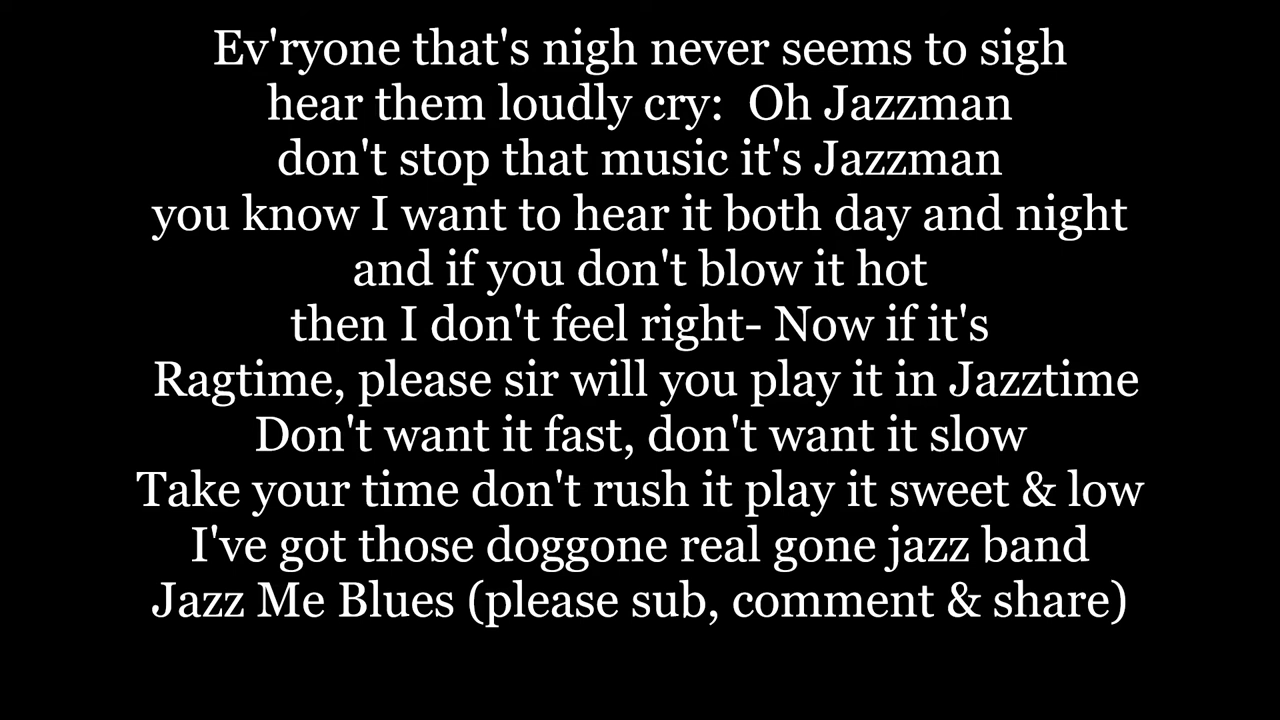 Ev'ryone that's nigh never seems to sigh
hear them loudly cry:  Oh Jazzman
don't stop that music it's Jazzman
you know I want to hear it both day and night
and if you don't blow it hot
then I don't feel right- Now if it's
Ragtime, please sir will you play it in Jazztime
Don't want it fast, don't want it slow
Take your time don't rush it play it sweet & low
I've got those doggone real gone jazz band
Jazz Me Blues (please sub, comment & share)